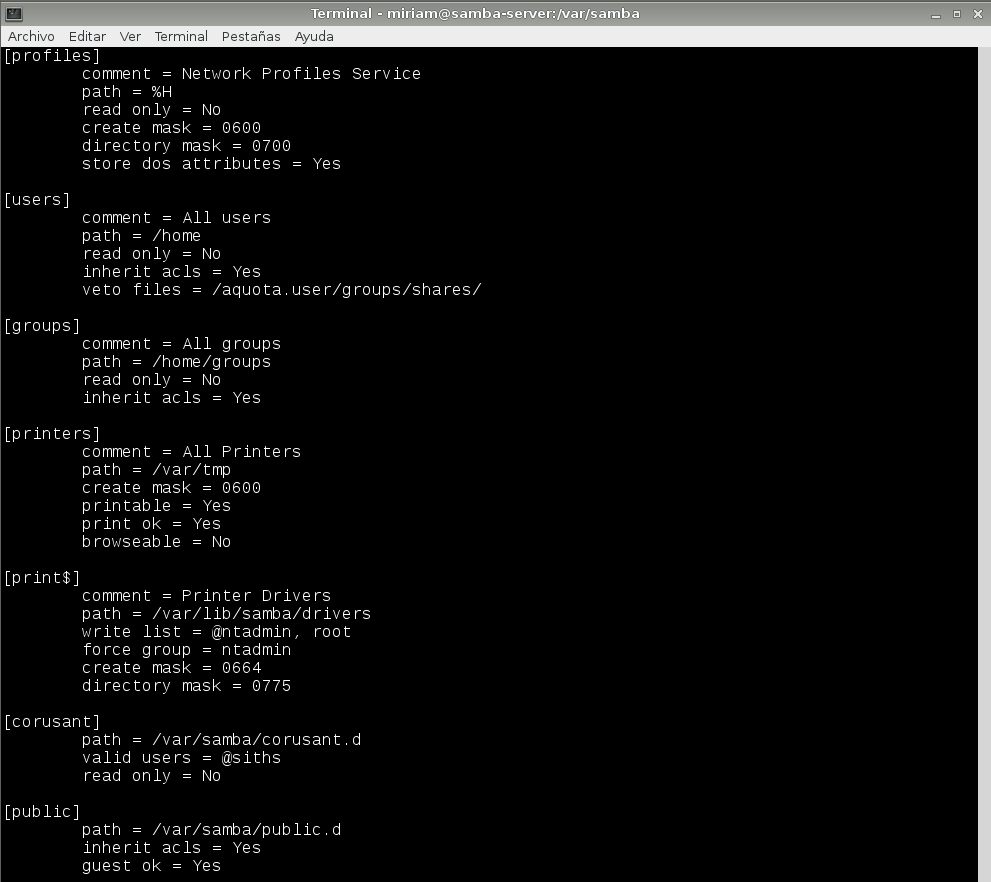 Terminal - miriam@samba-server:/var/samba
Archivo Editar Ver Terminal Pestañas Ayuda
[profiles]
comment = Network Profiles Service
path = %H
read only = No
create mask = 0600
directory mask = 0700
store dos attributes = Yes
[users]
comment = All users
path = /home
read only = No
inherit acls = Yes
veto files = /aquota.user/groups/shares/
[groups]
comment = All groups
path = /home/groups
read only = No
inherit acls = Yes
[printers]
comment = All Printers
path = /var/tmp
create mask = 0600
printable = Yes
print ok = Yes
browseable = No
[print$]
comment = Printer Drivers
path = /var/lib/samba/drivers
write list = @ntadmin, root
force group = ntadmin
create mask = 0664
directory mask = 0775
[corusant]
path = /var/samba/corusant.d
valid users = @siths
read only = No
[public]
path = /var/samba/public.d
inherit acls = Yes
guest ok = Yes